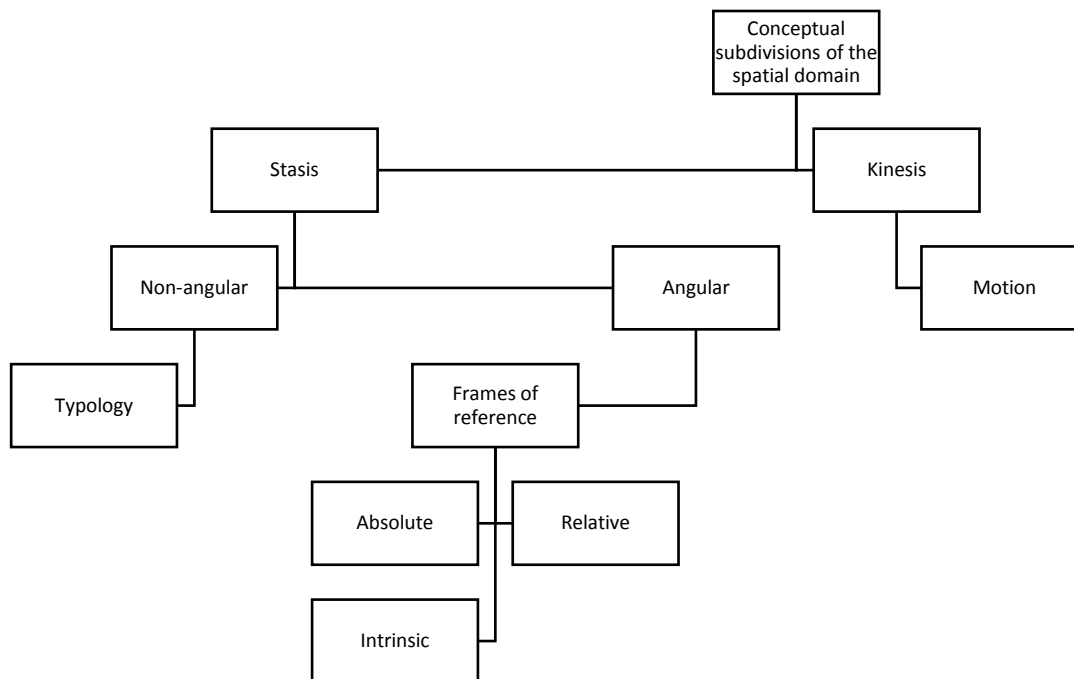 Conceptual
subdivisions of the
spatial domain
Stasis
Kinesis
Non-angular
Angular
Motion
Typology
Frames of
reference
Absolute
Relative
Intrinsic